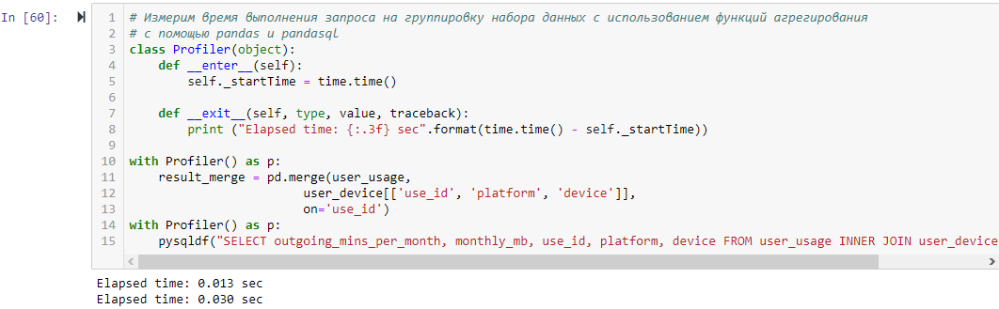 In [60]:
1 # Измерим время выполнения запроса на группировку набора данных с использованием функций агрегирования
2 # с помощью pandas и pandasql
3 class Profiler(object):
4     def __enter__(self):
5         self._startTime = time.time()
6
7     def __exit__(self, type, value, traceback):
8         print ("Elapsed time: {:.3f} sec".format(time.time() - self._startTime))
9
10 with Profiler() as p:
11     result_merge = pd.merge(user_usage,
12                         user_device[['use_id', 'platform', 'device']],
13                         on='use_id')
14 with Profiler() as p:
15     pysqldf("SELECT outgoing_mins_per_month, monthly_mb, use_id, platform, device FROM user_usage INNER JOIN user_device
Elapsed time: 0.013 sec
Elapsed time: 0.030 sec